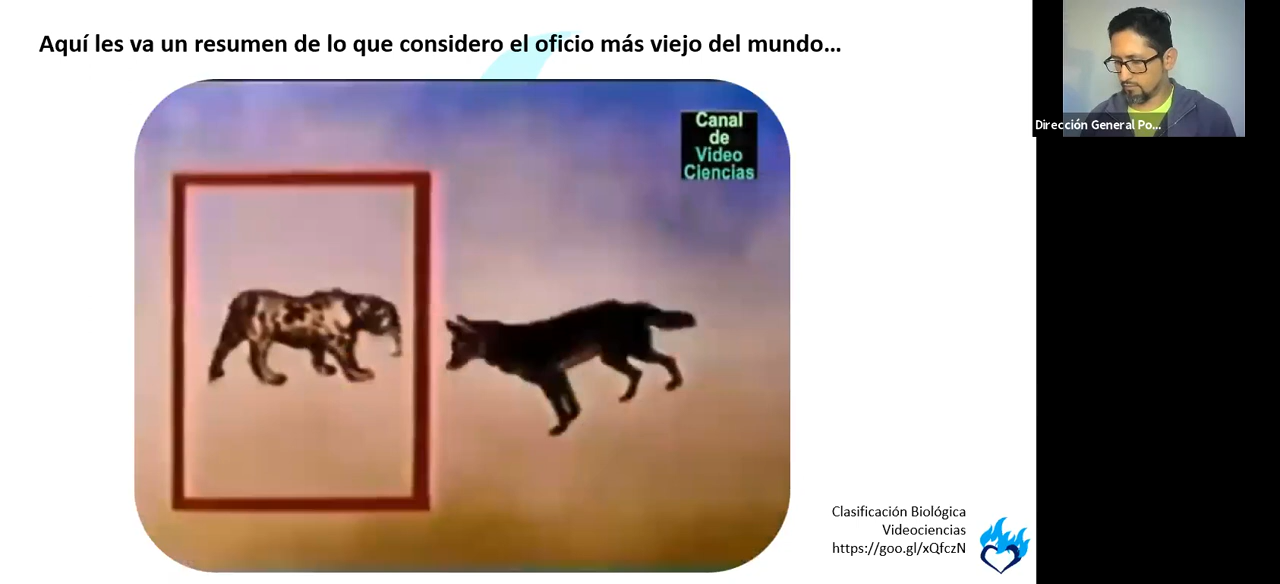 Aquí les va un resumen de lo que considero el oficio más viejo del mundo...
Canal
de
Video
Ciencias
Dirección General Po...
Clasificación Biológica
Videociencias
https://goo.gl/xQfczN